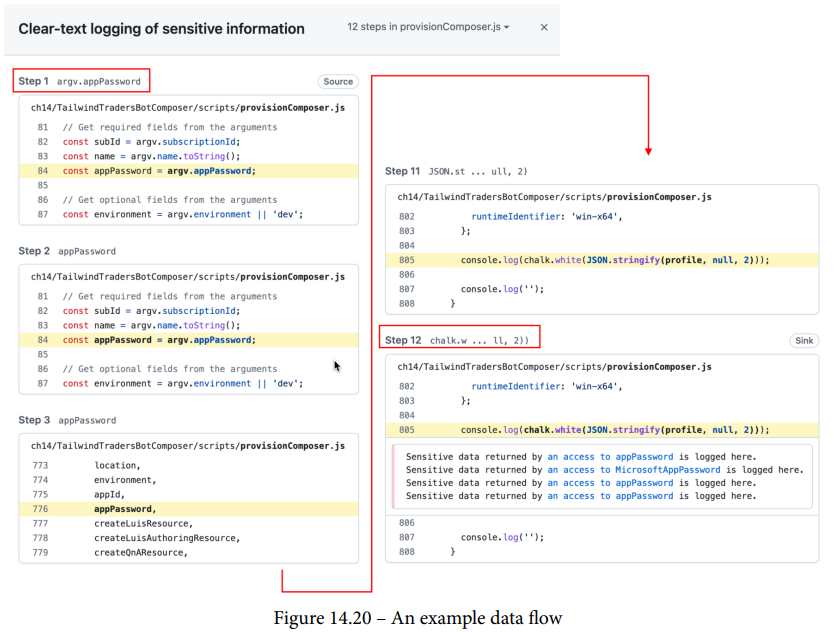 Clear-text logging of sensitive information
12 steps in provisionComposer.js
×
Step 1 argv.appPassword
Source
ch14/TailwindTradersBotComposer/scripts/provisionComposer.js
81 // Get required fields from the arguments
82 const subId = argv.subscriptionId;
83 const name = argv.name.toString();
84 const appPassword = argv.appPassword;
85
86 // Get optional fields from the arguments
87 const environment = argv.environment || 'dev';
Step 2 appPassword
ch14/TailwindTradersBotComposer/scripts/provisionComposer.js
81 // Get required fields from the arguments
82 const subId = argv.subscriptionId;
83 const name = argv.name.toString();
84 const appPassword = argv.appPassword;
85
86 // Get optional fields from the arguments
87 const environment = argv.environment || 'dev';
Step 3 appPassword
ch14/TailwindTradersBotComposer/scripts/provisionComposer.js
773 location,
774 environment,
775 appId,
776 appPassword,
777 createLuisResource,
778 createLuisAuthoringResource,
779 createQnAResource,
Step 11 JSON.st ... ull, 2)
ch14/TailwindTradersBotComposer/scripts/provisionComposer.js
802 runtimeIdentifier: 'win-x64',
803 };
804
805 console.log(chalk.white(JSON.stringify(profile, null, 2)));
806
807 console.log('');
808 }
Step 12 chalk.w ... ll, 2))
Sink
ch14/TailwindTradersBotComposer/scripts/provisionComposer.js
802 runtimeIdentifier: 'win-x64',
803 };
804
805 console.log(chalk.white(JSON.stringify(profile, null, 2)));
Sensitive data returned by an access to appPassword is logged here.
Sensitive data returned by an access to MicrosoftAppPassword is logged here.
Sensitive data returned by an access to appPassword is logged here.
Sensitive data returned by an access to appPassword is logged here.
806
807 console.log('');
808 }
Figure 14.20 – An example data flow